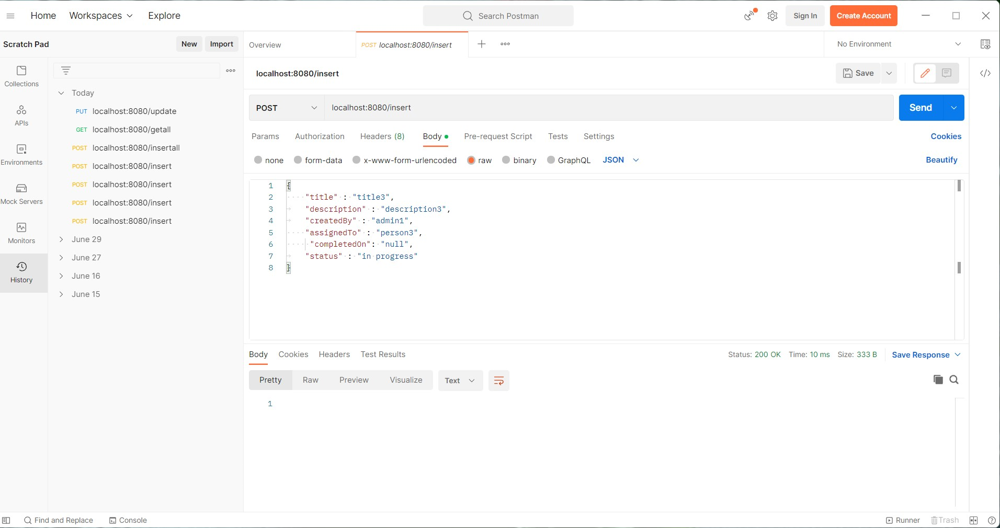 Home Workspaces Explore Search Postman Sign In Create Account
Scratch Pad New Import Overview POST localhost:8080/insert No Environment
Collections
APIs
Environments
Mock Servers
Monitors
History
Today
PUT localhost:8080/update
GET localhost:8080/getall
POST localhost:8080/insertall
POST localhost:8080/insert
POST localhost:8080/insert
POST localhost:8080/insert
POST localhost:8080/insert
June 29
June 27
June 16
June 15
localhost:8080/insert Save
POST localhost:8080/insert Send
Params Authorization Headers (8) Body Pre-request Script Tests Settings Cookies
none form-data x-www-form-urlencoded raw binary GraphQL JSON Beautify
1 {
2 "title" : "title3",
3 "description" : "description3",
4 "createdBy" : "admin1",
5 "assignedTo" : "person3",
6 "completedOn": "null",
7 "status" : "in progress"
8 }
Body Cookies Headers Test Results Status: 200 OK Time: 10 ms Size: 333 B Save Response
Pretty Raw Preview Visualize Text
1
Find and Replace Console Runner Trash